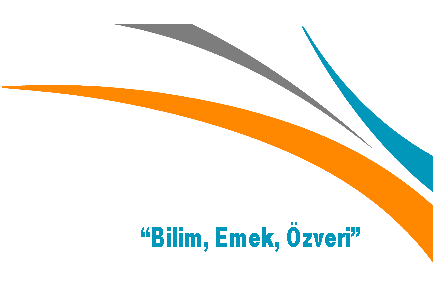 “Bilim, Emek, Özveri”